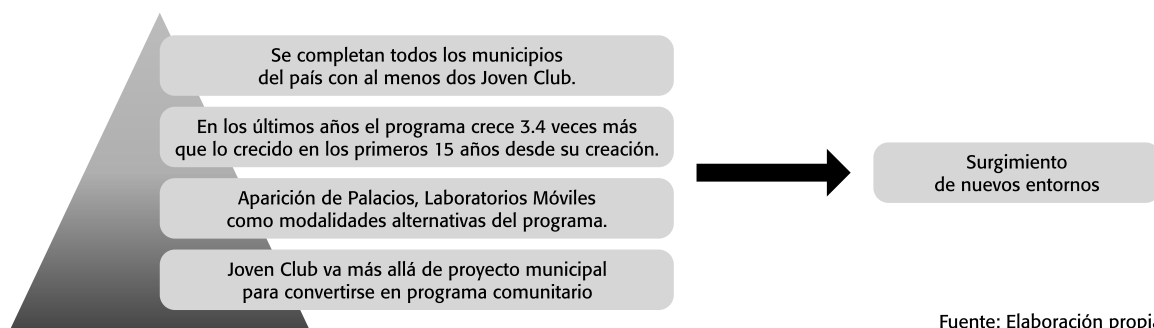 Se completan todos los municipios
del país con al menos dos Joven Club.
En los últimos años el programa crece 3.4 veces más
que lo crecido en los primeros 15 años desde su creación.
Aparición de Palacios, Laboratorios Móviles
como modalidades alternativas del programa.
Joven Club va más allá de proyecto municipal
para convertirse en programa comunitario
Surgimiento
de nuevos entornos
Fuente: Elaboración propia